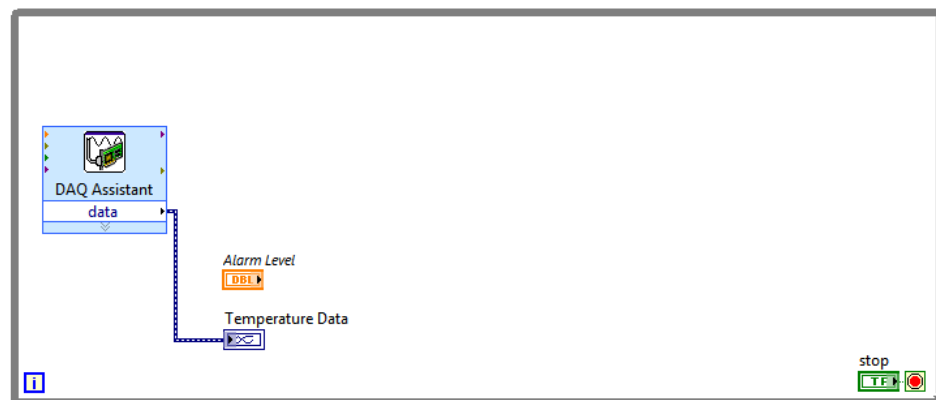 DAQ Assistant
data
Alarm Level
DBL
Temperature Data
i
stop
TF